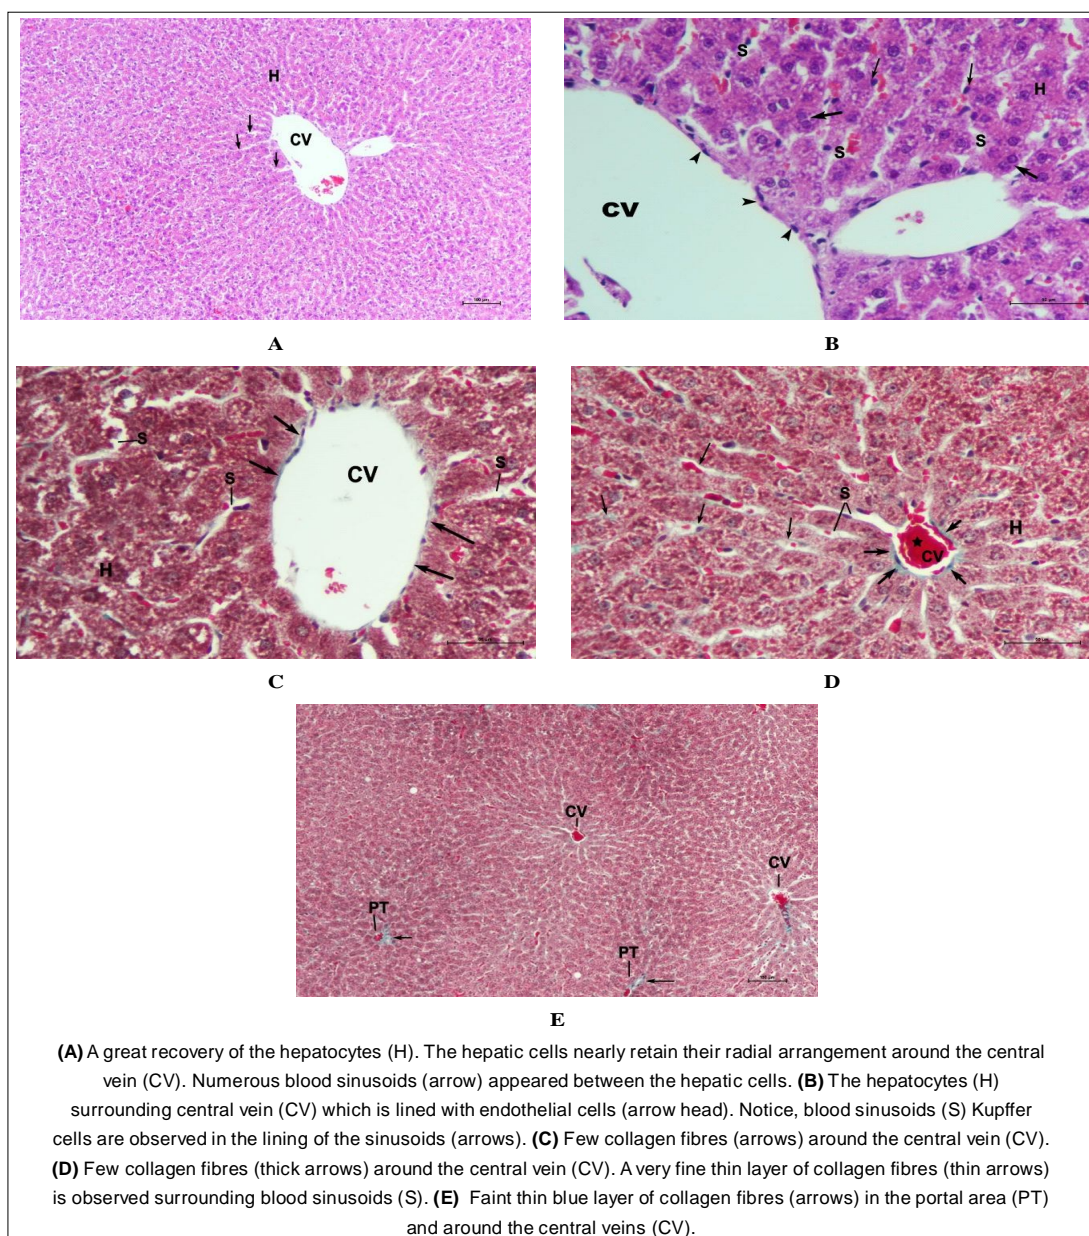 H
CV
S
S
S
H
CV
A
B
S
S
CV
H
S
H
CV
C
D
CV
CV
PT
PT
E
(A) A great recovery of the hepatocytes (H). The hepatic cells nearly retain their radial arrangement around the central
vein (CV). Numerous blood sinusoids (arrow) appeared between the hepatic cells. (B) The hepatocytes (H)
surrounding central vein (CV) which is lined with endothelial cells (arrow head). Notice, blood sinusoids (S) Kupffer
cells are observed in the lining of the sinusoids (arrows). (C) Few collagen fibres (arrows) around the central vein (CV).
(D) Few collagen fibres (thick arrows) around the central vein (CV). A very fine thin layer of collagen fibres (thin arrows)
is observed surrounding blood sinusoids (S). (E) Faint thin blue layer of collagen fibres (arrows) in the portal area (PT)
and around the central veins (CV).